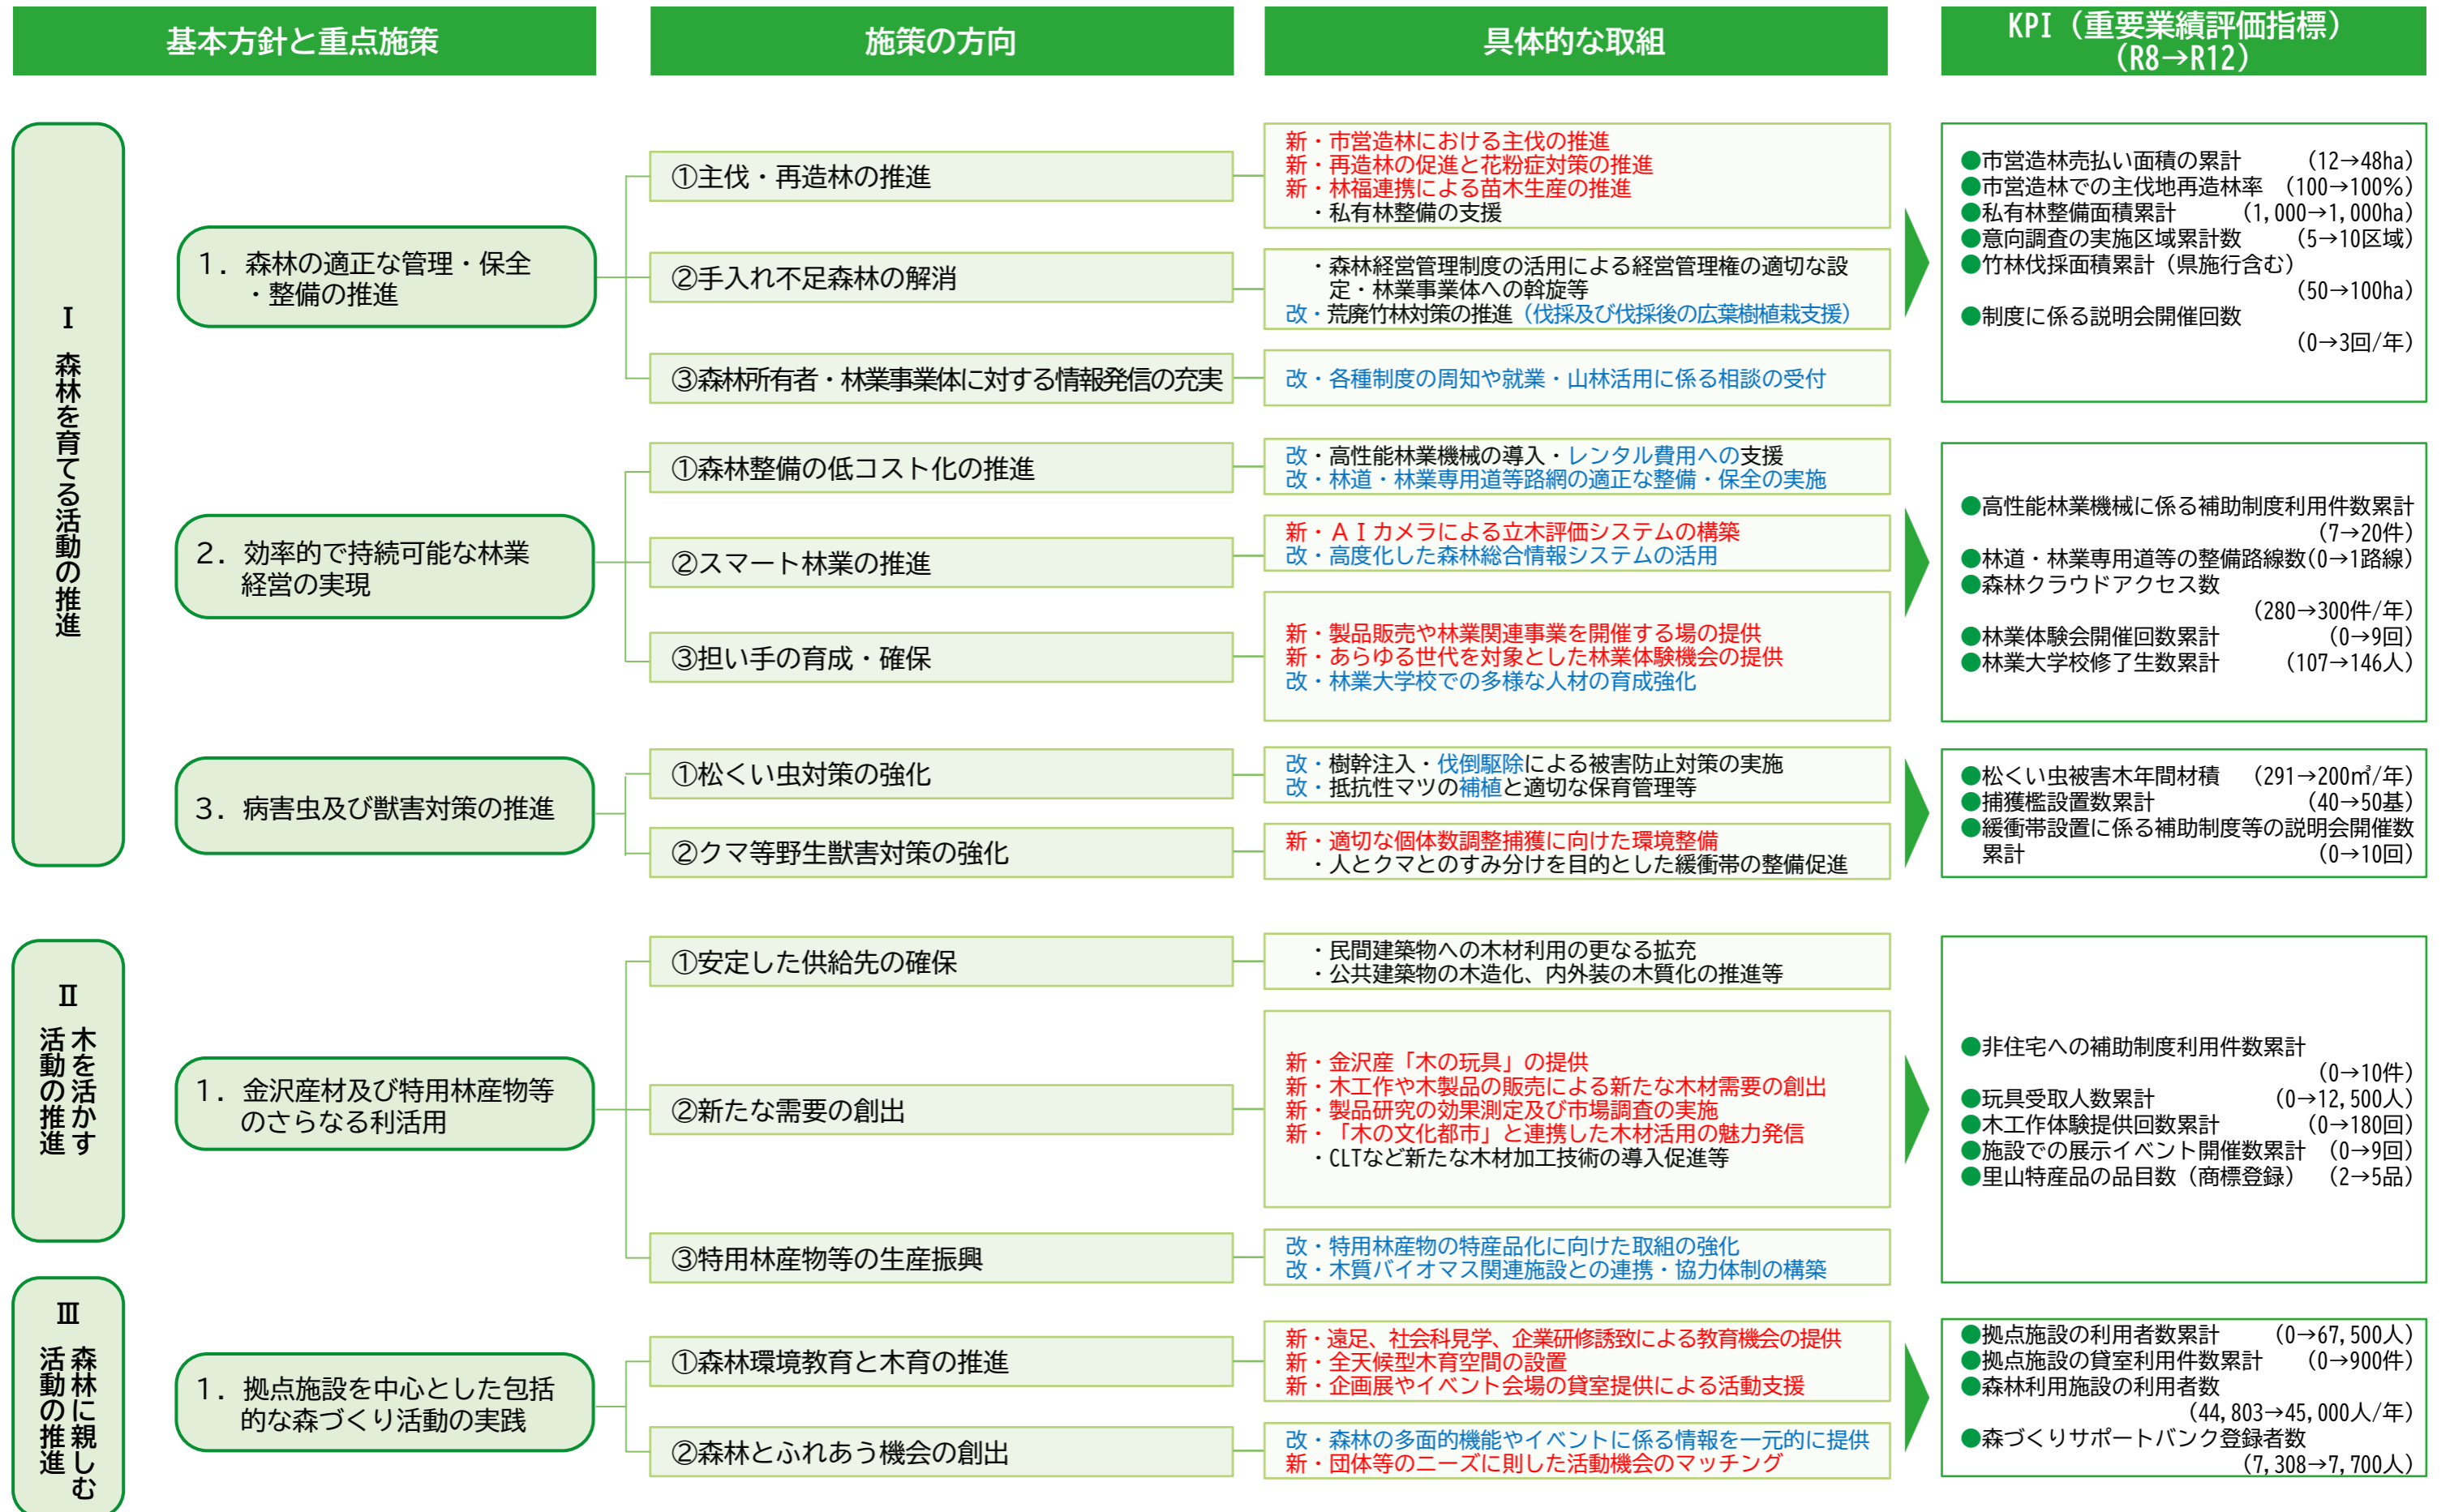 基本方針と重点施策
施策の方向
具体的な取組
KPI（重要業績評価指標）
（R8→R12）
Ⅰ 森林を育てる活動の推進
1．森林の適正な管理・保全
・整備の推進
①主伐・再造林の推進
新・市営造林における主伐の推進
新・再造林の促進と花粉症対策の推進
新・林福連携による苗木生産の推進
・私有林整備の支援
②手入れ不足森林の解消
・森林経営管理制度の活用による経営管理権の適切な設
定・林業事業体への斡旋等
改・荒廃竹林対策の推進（伐採及び伐採後の広葉樹植栽支援）
③森林所有者・林業事業体に対する情報発信の充実
改・各種制度の周知や就業・山林活用に係る相談の受付
●市営造林売払い面積の累計 （12→48ha）
●市営造林での主伐地再造林率 （100→100％）
●私有林整備面積累計 （1,000→1,000ha）
●意向調査の実施区域累計数 （5→10区域）
●竹林伐採面積累計（県施行含む）
（50→100ha）
●制度に係る説明会開催回数
（0→3回/年）
2．効率的で持続可能な林業
経営の実現
①森林整備の低コスト化の推進
改・高性能林業機械の導入・レンタル費用への支援
改・林道・林業専用道等路網の適正な整備・保全の実施
②スマート林業の推進
新・ＡＩカメラによる立木評価システムの構築
改・高度化した森林総合情報システムの活用
③担い手の育成・確保
新・製品販売や林業関連事業を開催する場の提供
新・あらゆる世代を対象とした林業体験機会の提供
改・林業大学校での多様な人材の育成強化
●高性能林業機械に係る補助制度利用件数累計
（7→20件）
●林道・林業専用道等の整備路線数(0→1路線)
●森林クラウドアクセス数
（280→300件/年）
●林業体験会開催回数累計 （0→9回）
●林業大学校修了生数累計 （107→146人）
3．病害虫及び獣害対策の推進
①松くい虫対策の強化
改・樹幹注入・伐倒駆除による被害防止対策の実施
改・抵抗性マツの補植と適切な保育管理等
②クマ等野生獣害対策の強化
新・適切な個体数調整捕獲に向けた環境整備
・人とクマとのすみ分けを目的とした緩衝帯の整備促進
●松くい虫被害木年間材積 （291→200㎥/年）
●捕獲檻設置数累計 （40→50基）
●緩衝帯設置に係る補助制度等の説明会開催数
累計 （0→10回）
Ⅱ 木を活かす
活動の推進
1．金沢産材及び特用林産物等
のさらなる利活用
①安定した供給先の確保
・民間建築物への木材利用の更なる拡充
・公共建築物の木造化、内外装の木質化の推進等
②新たな需要の創出
新・金沢産「木の玩具」の提供
新・木工作や木製品の販売による新たな木材需要の創出
新・製品研究の効果測定及び市場調査の実施
新・「木の文化都市」と連携した木材活用の魅力発信
・CLTなど新たな木材加工技術の導入促進等
③特用林産物等の生産振興
改・特用林産物の特産品化に向けた取組の強化
改・木質バイオマス関連施設との連携・協力体制の構築
●非住宅への補助制度利用件数累計
（0→10件）
●玩具受取人数累計 （0→12,500人）
●木工作体験提供回数累計 （0→180回）
●施設での展示イベント開催数累計 （0→9回）
●里山特産品の品目数（商標登録） （2→5品）
Ⅲ 森林に親しむ
活動の推進
1．拠点施設を中心とした包括
的な森づくり活動の実践
①森林環境教育と木育の推進
新・遠足、社会科見学、企業研修誘致による教育機会の提供
新・全天候型木育空間の設置
新・企画展やイベント会場の貸室提供による活動支援
②森林とふれあう機会の創出
改・森林の多面的機能やイベントに係る情報を一元的に提供
新・団体等のニーズに則した活動機会のマッチング
●拠点施設の利用者数累計 （0→67,500人）
●拠点施設の貸室利用件数累計 （0→900件）
●森林利用施設の利用者数
（44,803→45,000人/年）
●森づくりサポートバンク登録者数
（7,308→7,700人）